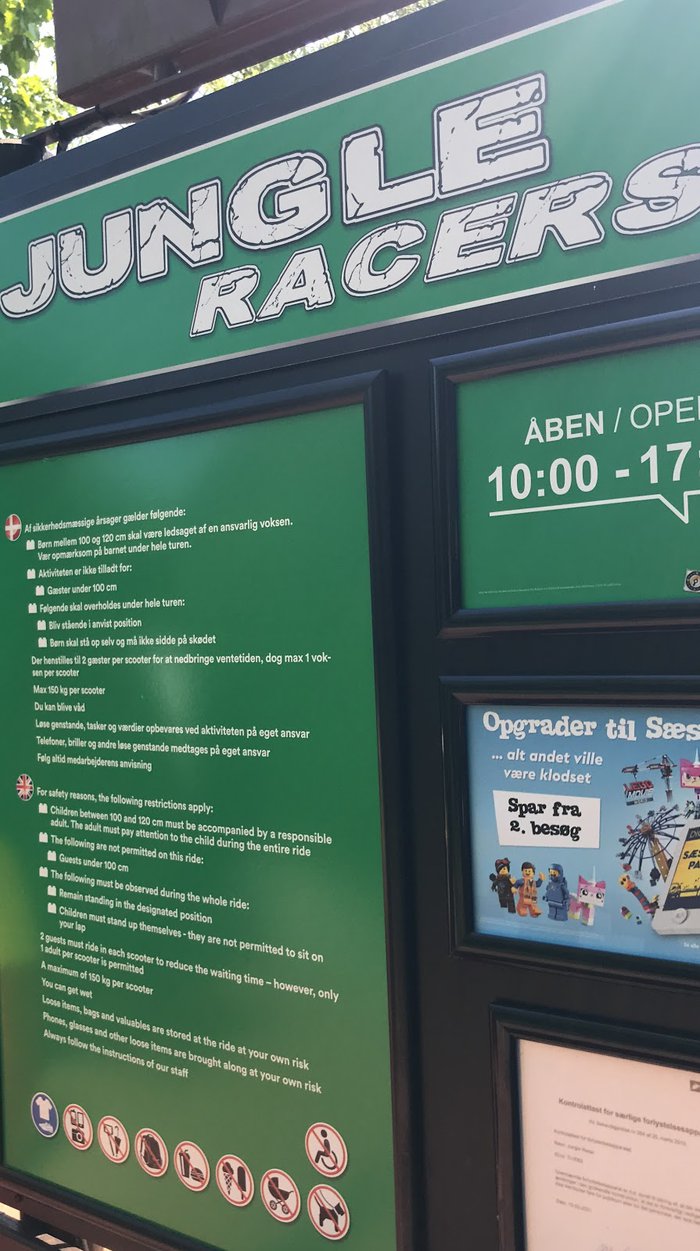 JUNGLE
RACERS
Af sikkerhedsmæssige årsager gælder følgende:
Børn mellem 100 og 120 cm skal være ledsaget af en ansvarlig voksen.
Vær opmærksom på barnet under hele turen.
Aktiviteten er ikke tilladt for:
Gæster under 100 cm
Følgende skal overholdes under hele turen:
Bliv stående i anvist position
Børn skal stå op selv og må ikke sidde på skødet
Der henstilles til 2 gæster per scooter for at nedbringe ventetiden, dog max 1 vok-
sen per scooter
Max 150 kg per scooter
Du kan blive våd
Løse genstande, tasker og værdier opbevares ved aktiviteten på eget ansvar
Telefoner, briller og andre løse genstande medtages på eget ansvar
Følg altid medarbejderens anvisning
For safety reasons, the following restrictions apply:
Children between 100 and 120 cm must be accompanied by a responsible
adult. The adult must pay attention to the child during the entire ride
The following are not permitted on this ride:
Guests under 100 cm
The following must be observed during the whole ride:
Remain standing in the designated position
Children must stand up themselves - they are not permitted to sit on
your lap
2 guests must ride in each scooter to reduce the waiting time – however, only
1 adult per scooter is permitted
A maximum of 150 kg per scooter
You can get wet
Loose items, bags and valuables are stored at the ride at your own risk
Phones, glasses and other loose items are brought along at your own risk
Always follow the instructions of our staff
ÅBEN / OPE
10:00 - 17:
Opgrader til Sæs
... alt andet ville
være klodset
Spar fra
2. besøg
Kontrolattest for særlige forlystelsesappa